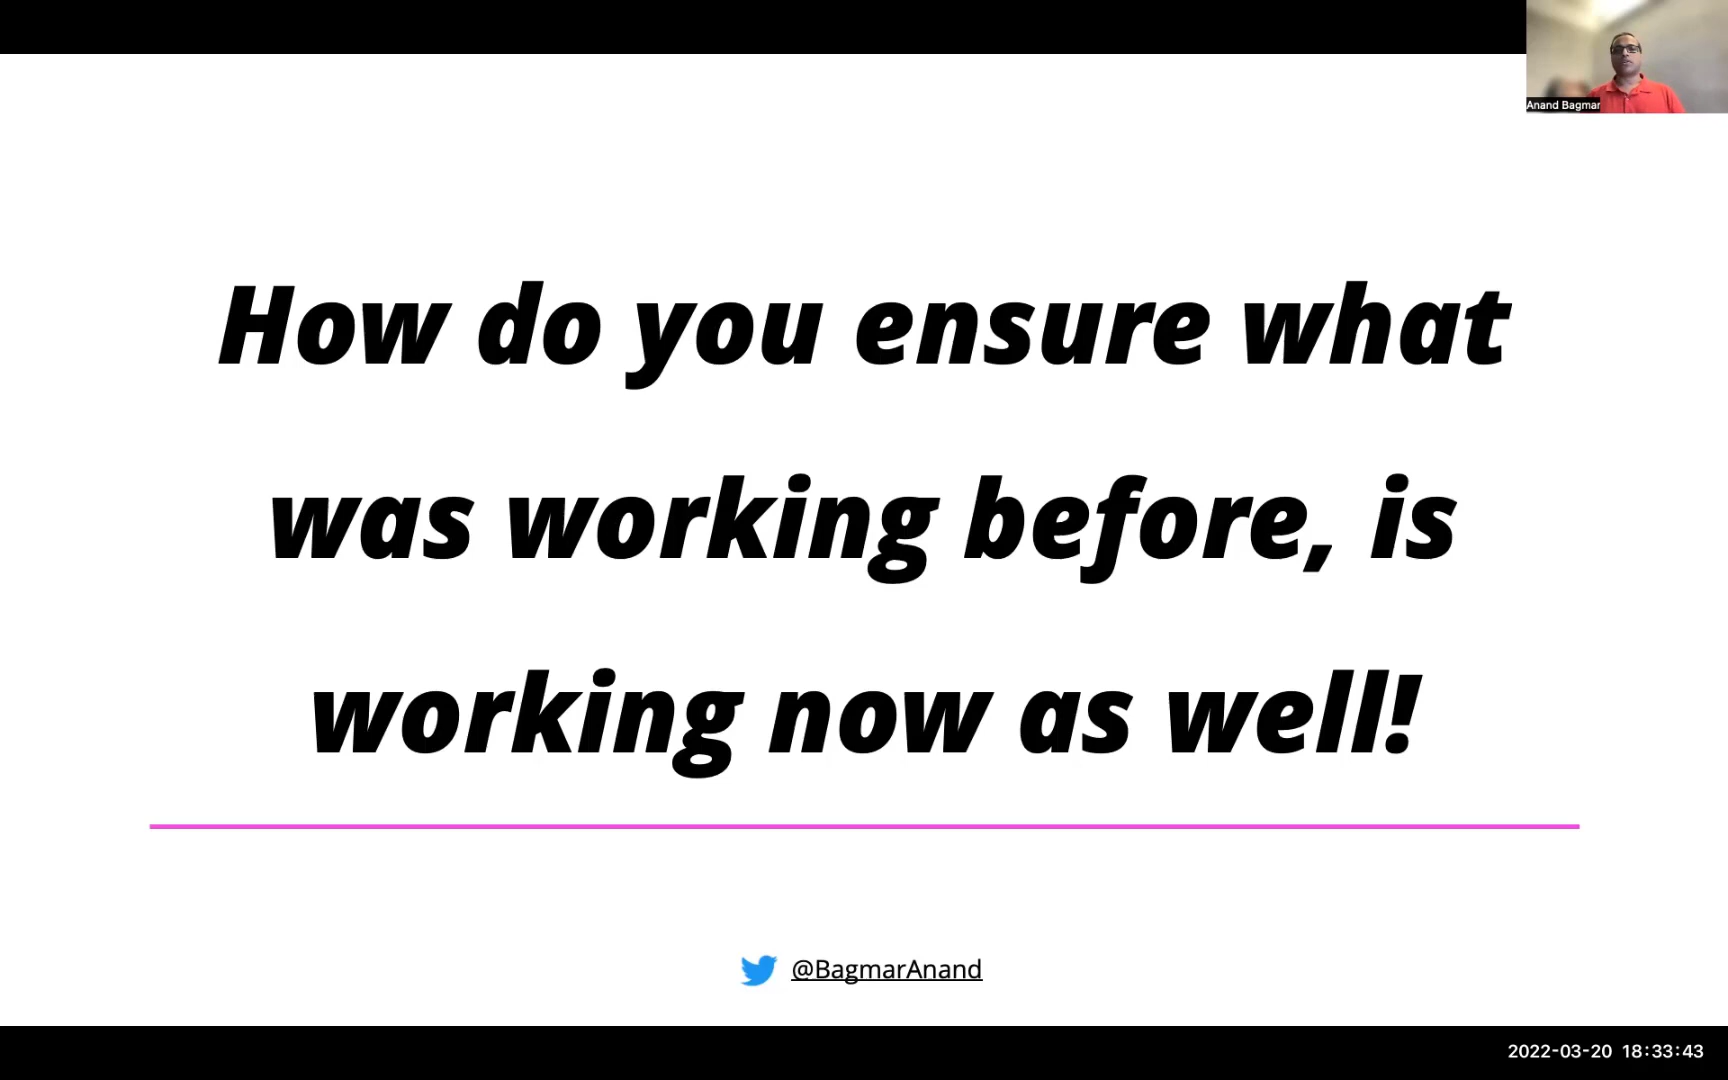 Anand Bagmar
How do you ensure what
was working before, is
working now as well!
@BagmarAnand
2022-03-20 18:33:43